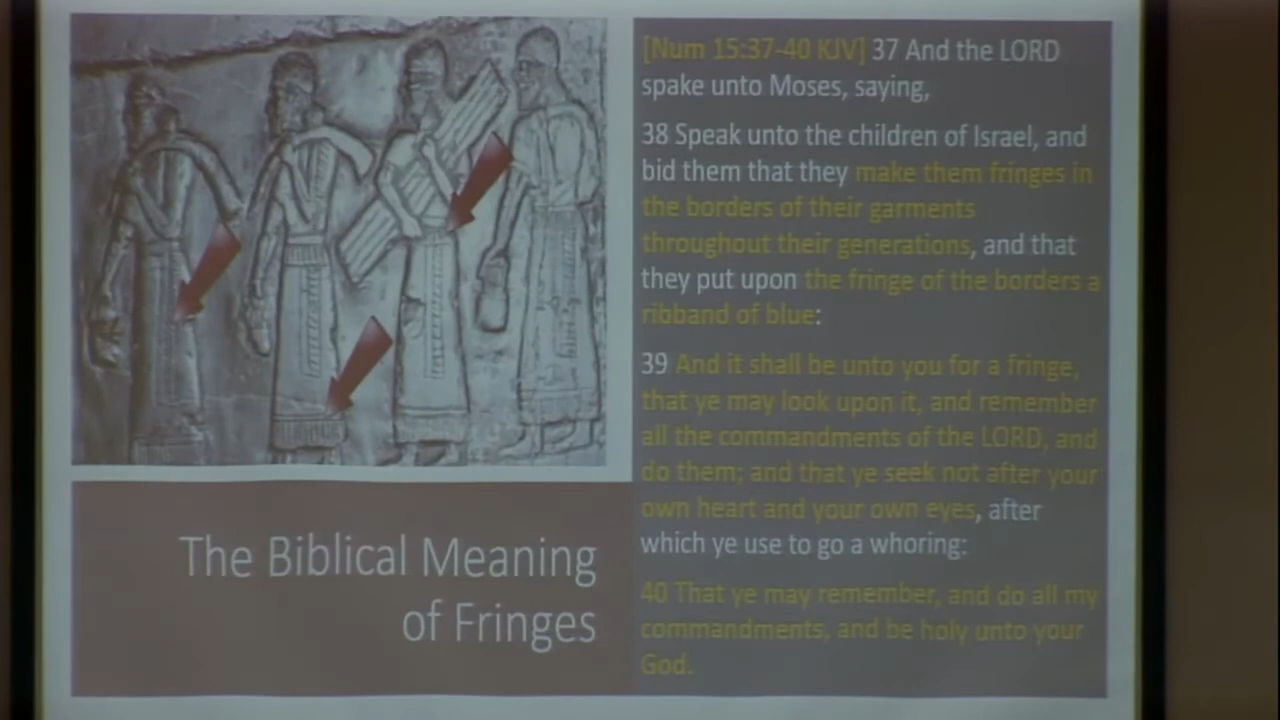 [Num 15:37-40 KJV] 37 And the LORD
spake unto Moses, saying,
38 Speak unto the children of Israel, and
bid them that they make them fringes in
the borders of their garments
throughout their generations, and that
they put upon the fringe of the borders a
ribband of blue:
39 And it shall be unto you for a fringe,
that ye may look upon it, and remember
all the commandments of the LORD, and
do them; and that ye seek not after your
own heart and your own eyes, after
which ye use to go a whoring:
40 That ye may remember, and do all my
commandments, and be holy unto your
God.
The Biblical Meaning
of Fringes